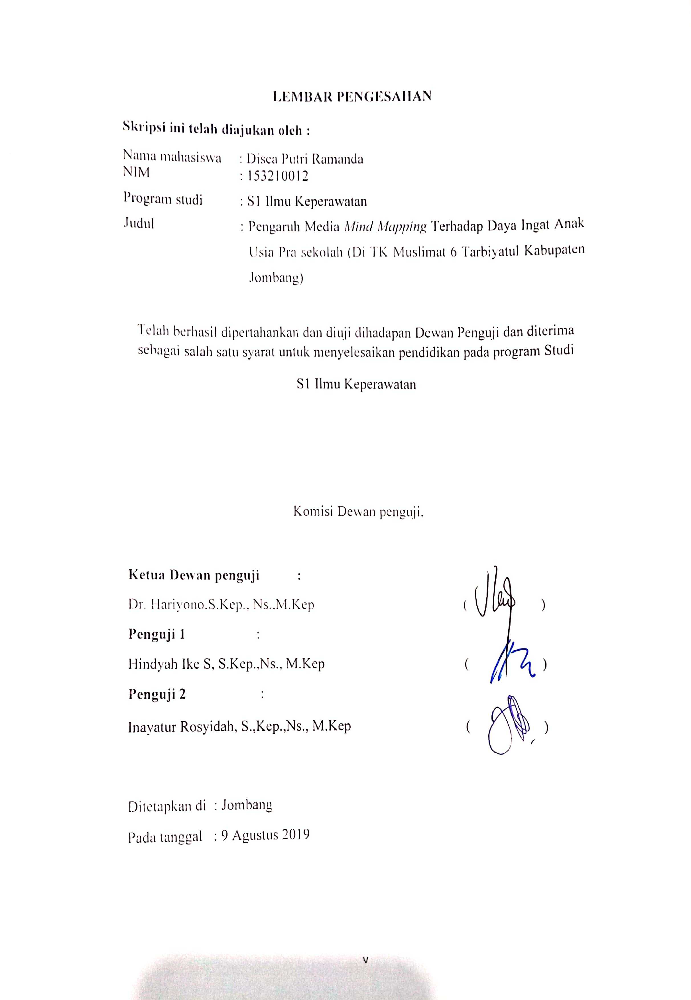 LEMBAR PENGESAHAN
Skripsi ini telah diajukan oleh :
Nama mahasiswa : Disca Putri Ramanda
NIM : 153210012
Program studi : S1 Ilmu Keperawatan
Judul : Pengaruh Media Mind Mapping Terhadap Daya Ingat Anak
Usia Pra sekolah (Di TK Muslimat 6 Tarbiyatul Kabupaten
Jombang)
Telah berhasil dipertahankan dan diuji dihadapan Dewan Penguji dan diterima
sebagai salah satu syarat untuk menyelesaikan pendidikan pada program Studi
S1 Ilmu Keperawatan
Komisi Dewan penguji.
Ketua Dewan penguji :
Dr. Hariyono.S.Kep., Ns.,M.Kep ( )
Penguji 1 :
Hindyah Ike S, S.Kep.,Ns., M.Kep ( )
Penguji 2 :
Inayatur Rosyidah, S.,Kep.,Ns., M.Kep ( )
Ditetapkan di : Jombang
Pada tanggal : 9 Agustus 2019
v